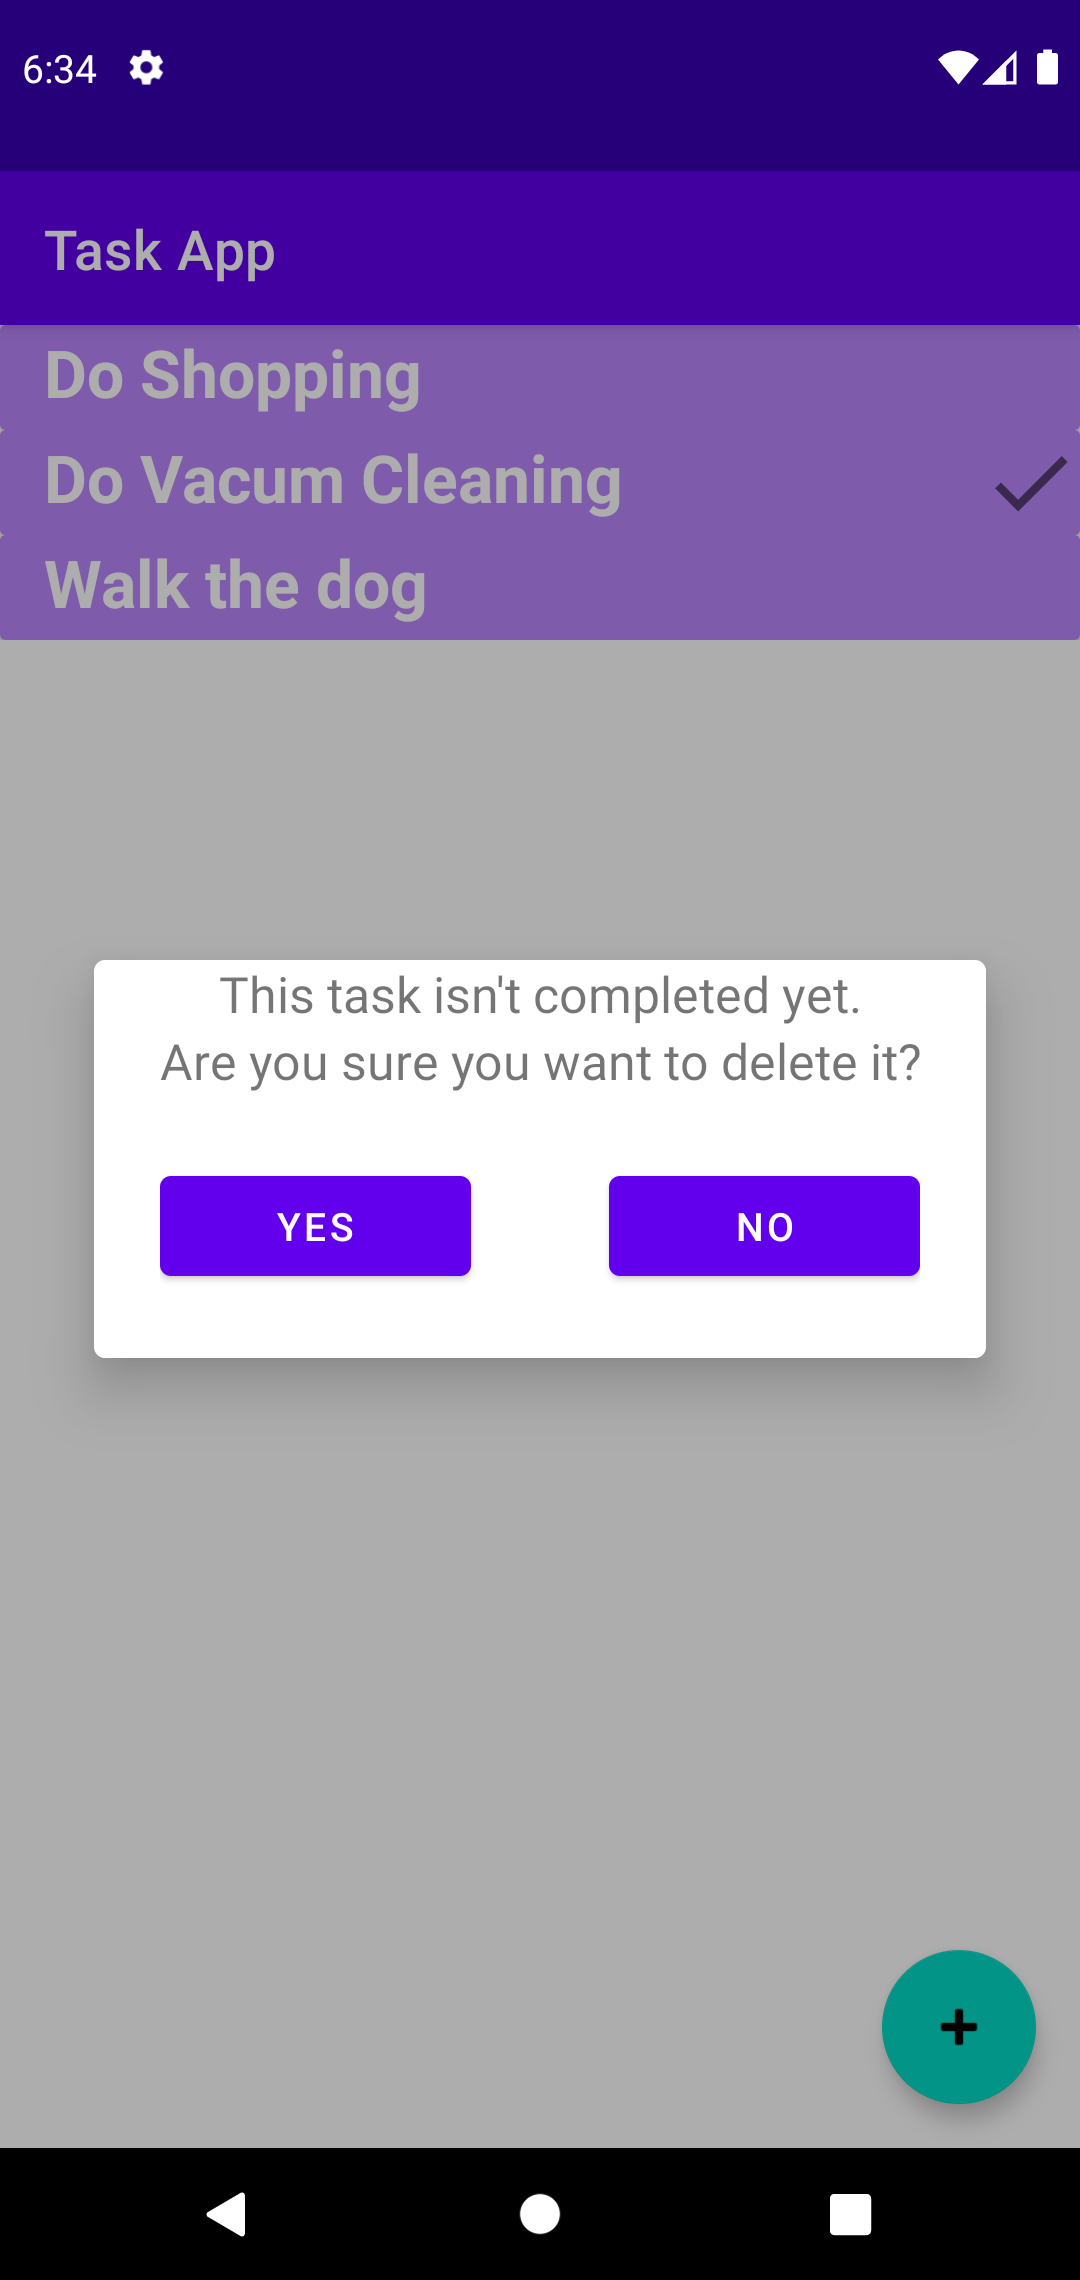 6:34
Task App
Do Shopping
Do Vacum Cleaning
Walk the dog
This task isn't completed yet.
Are you sure you want to delete it?
YES
NO